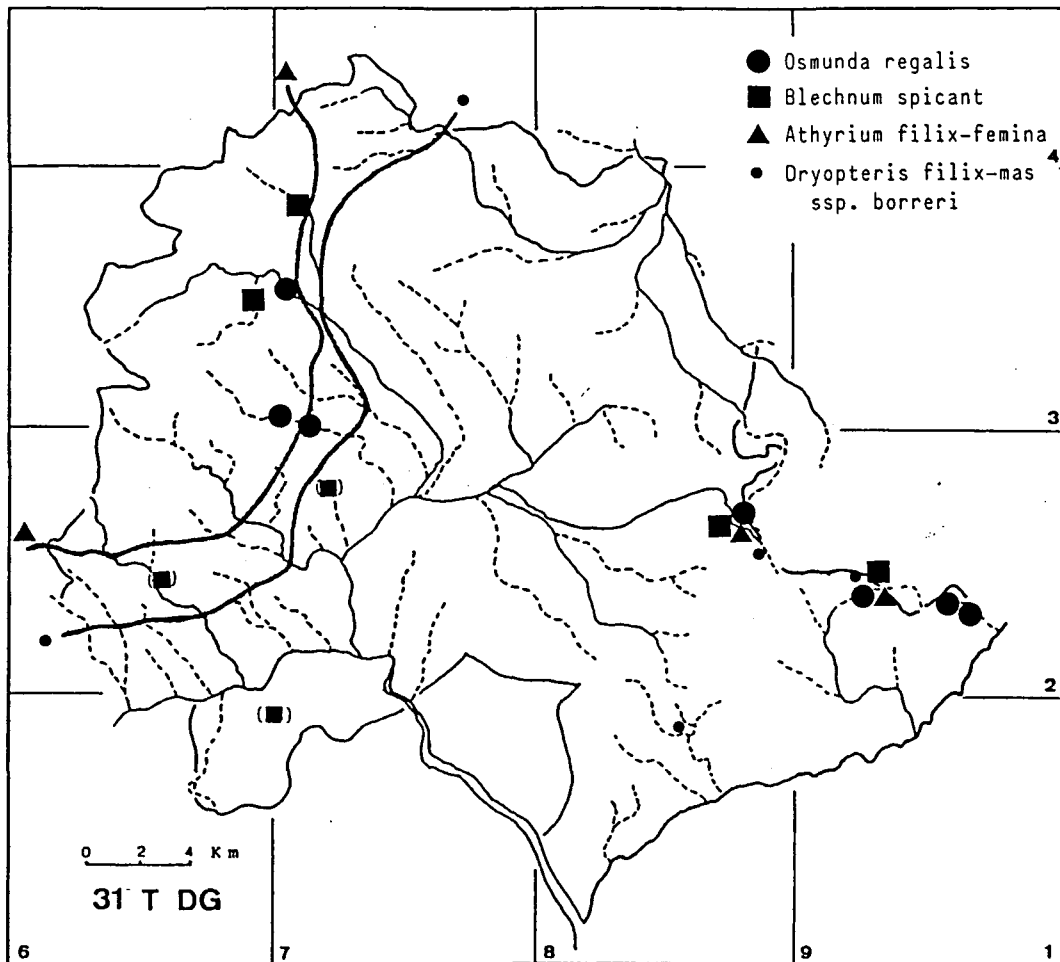 Osmunda regalis
Blechnum spicant
Athyrium filix-femina
4
Dryopteris filix-mas
ssp. borreri
3
2
0 2 4 Km
31 T DG
6 7 8 9 1